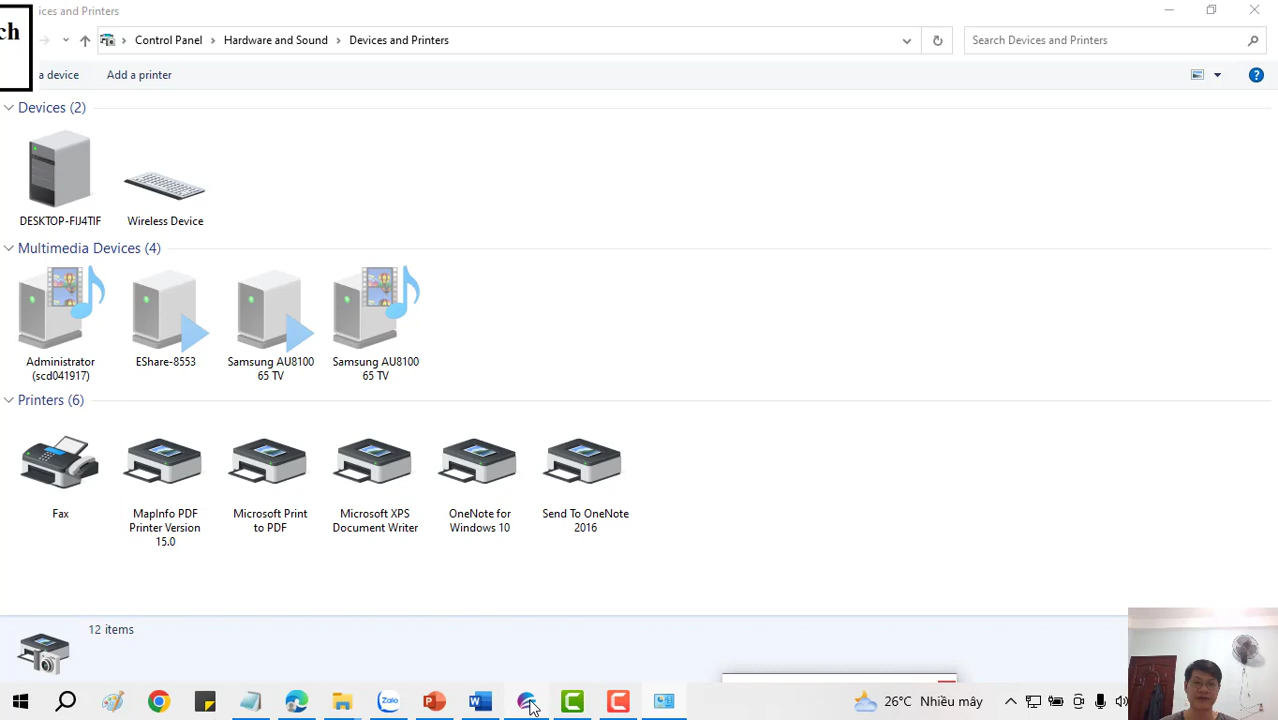 ices and Printers
ch
Control Panel
Hardware and Sound
Devices and Printers
Search Devices and Printers
a device
Add a printer
Devices (2)
DESKTOP-FIJ4TIF
Wireless Device
Multimedia Devices (4)
Administrator
(scd041917)
EShare-8553
Samsung AU8100
65 TV
Samsung AU8100
65 TV
Printers (6)
Fax
MapInfo PDF
Printer Version
15.0
Microsoft Print
to PDF
Microsoft XPS
Document Writer
OneNote for
Windows 10
Send To OneNote
2016
12 items
Zalo
26°C Nhiều mây